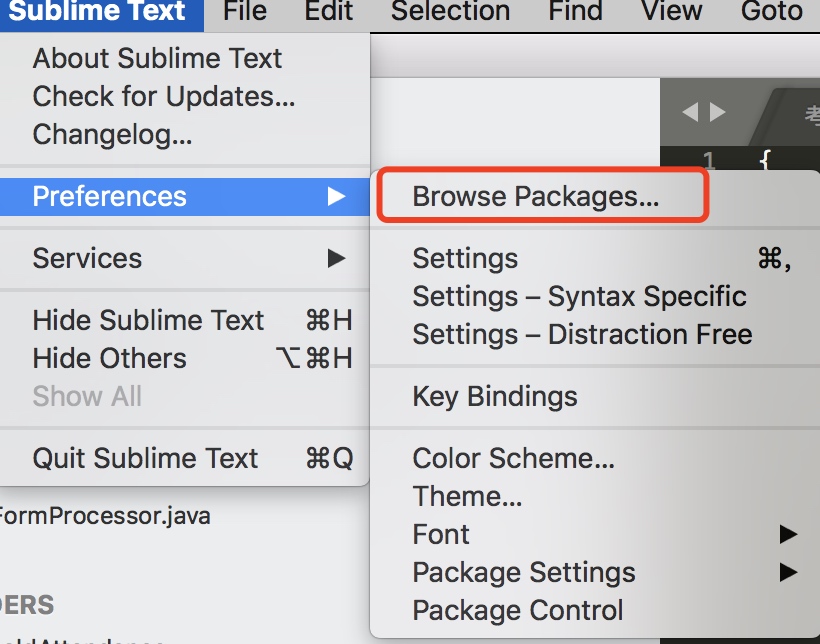 Sublime Text File Edit Selection Find View Goto
About Sublime Text
Check for Updates...
Changelog...
Preferences
Services
Hide Sublime Text ⌘H
Hide Others ⌥⌘H
Show All
Quit Sublime Text ⌘Q
Browse Packages...
Settings ⌘,
Settings – Syntax Specific
Settings – Distraction Free
Key Bindings
Color Scheme...
Theme...
Font
Package Settings
Package Control
1 {
FormProcessor.java